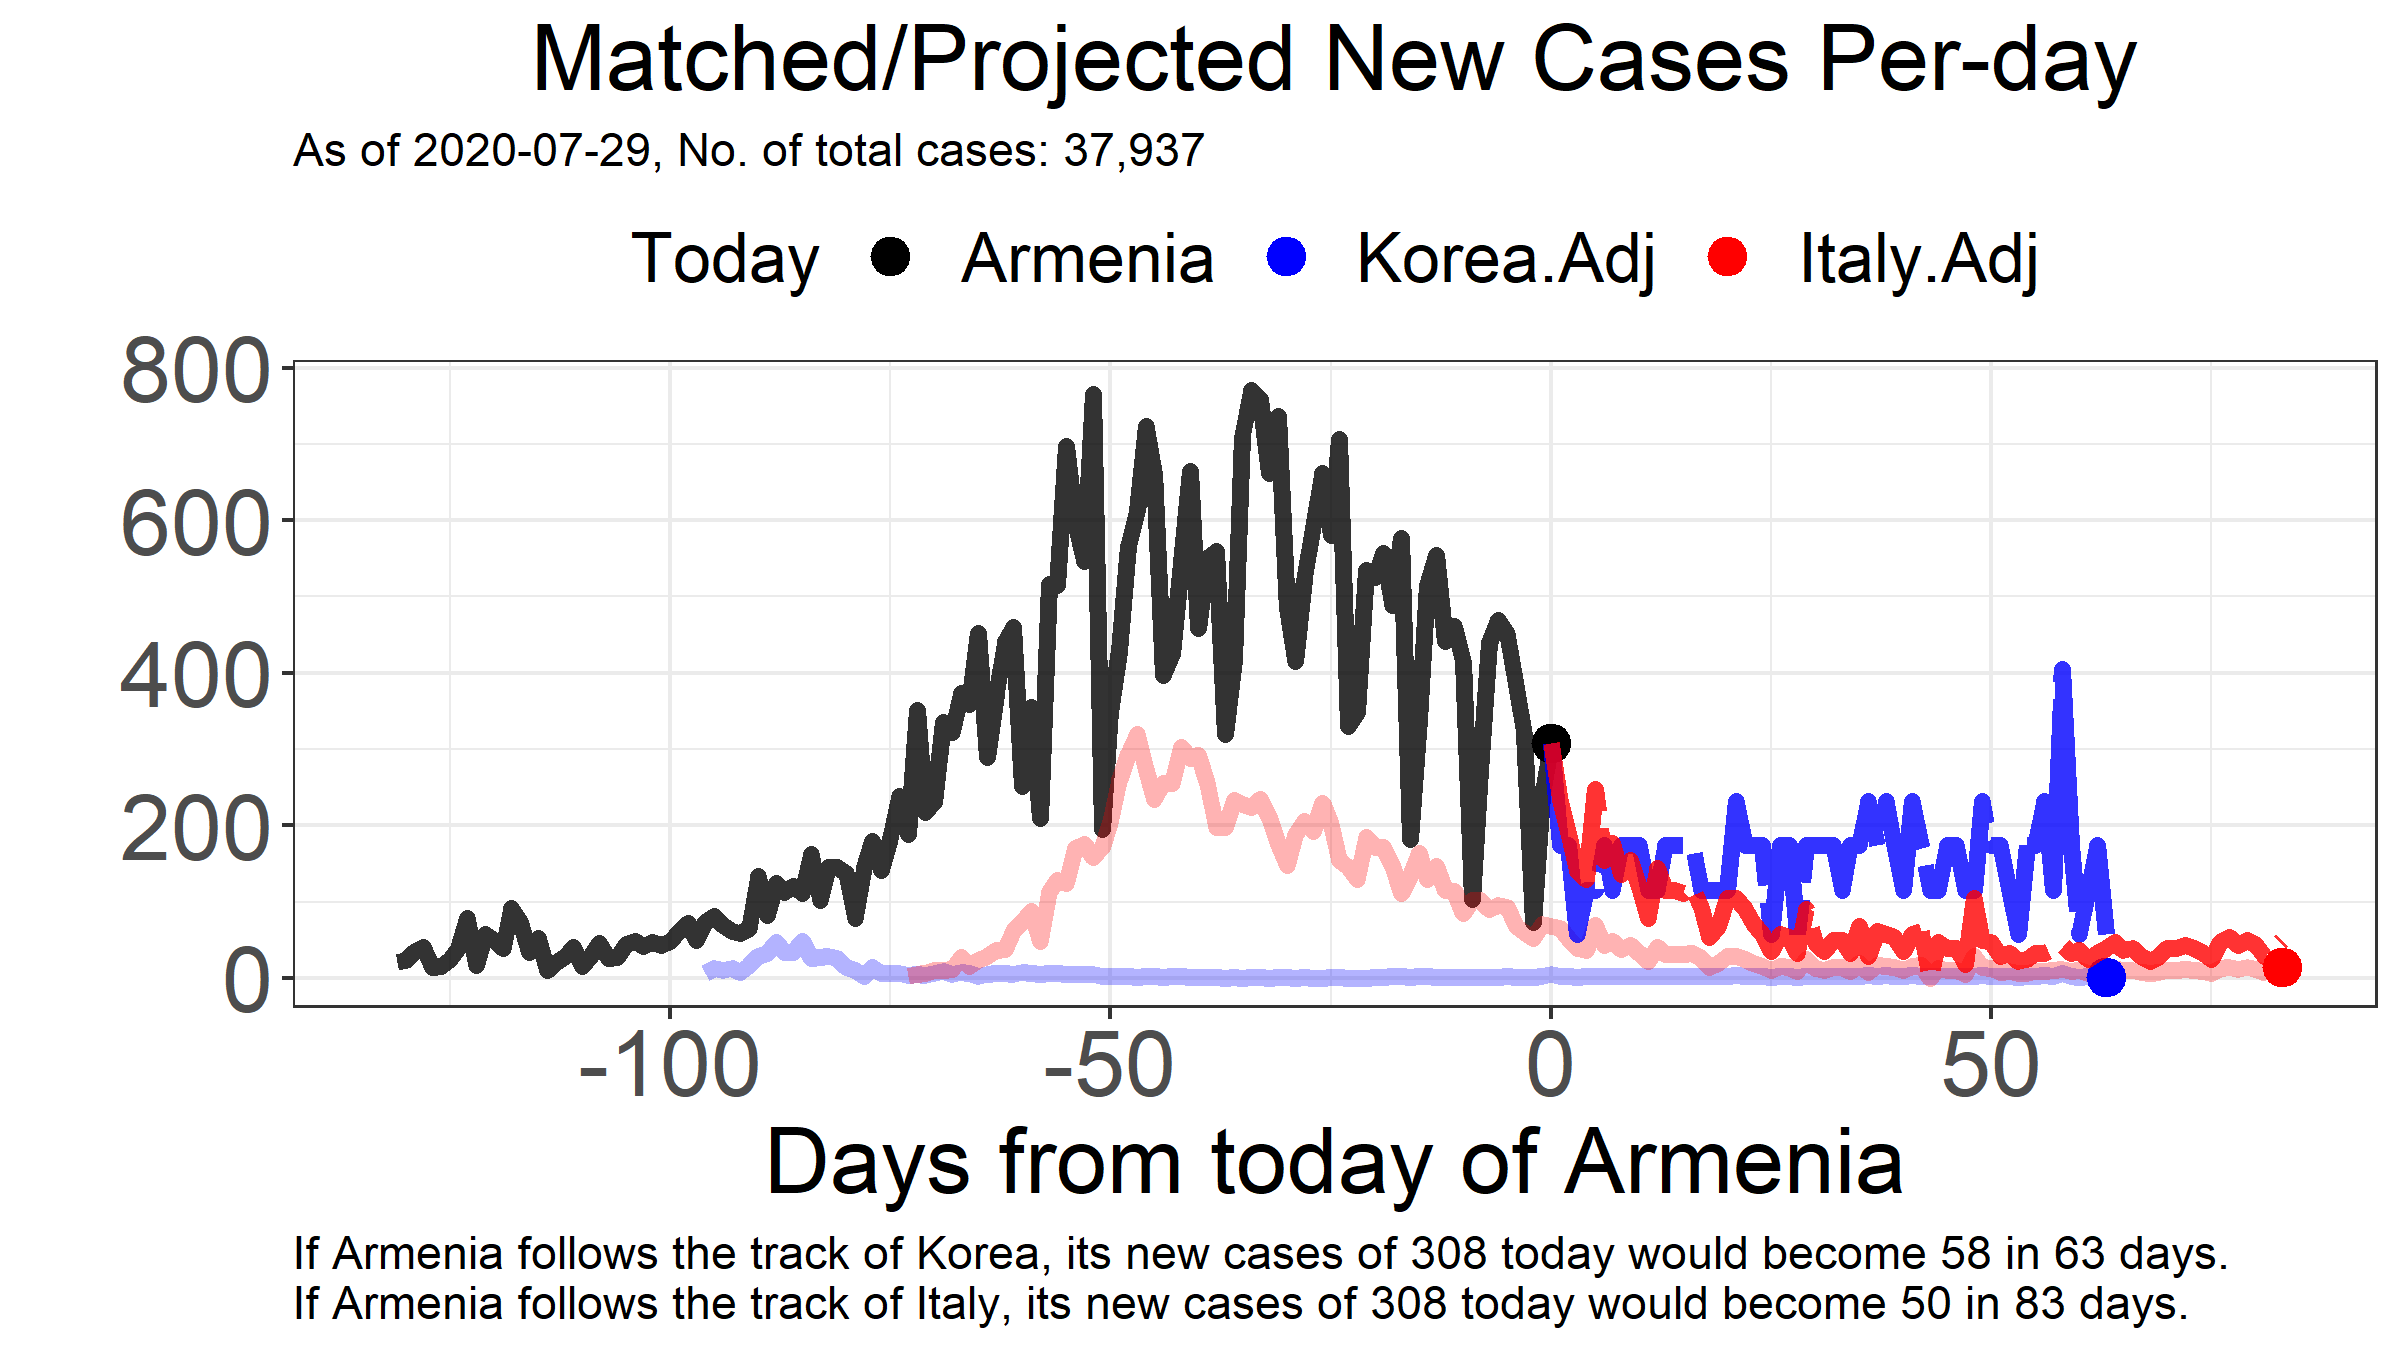 Matched/Projected New Cases Per-day
As of 2020-07-29, No. of total cases: 37,937
Today Armenia Korea.Adj Italy.Adj
800
600
400
200
0
-100 -50 0 50
Days from today of Armenia
If Armenia follows the track of Korea, its new cases of 308 today would become 58 in 63 days.
If Armenia follows the track of Italy, its new cases of 308 today would become 50 in 83 days.